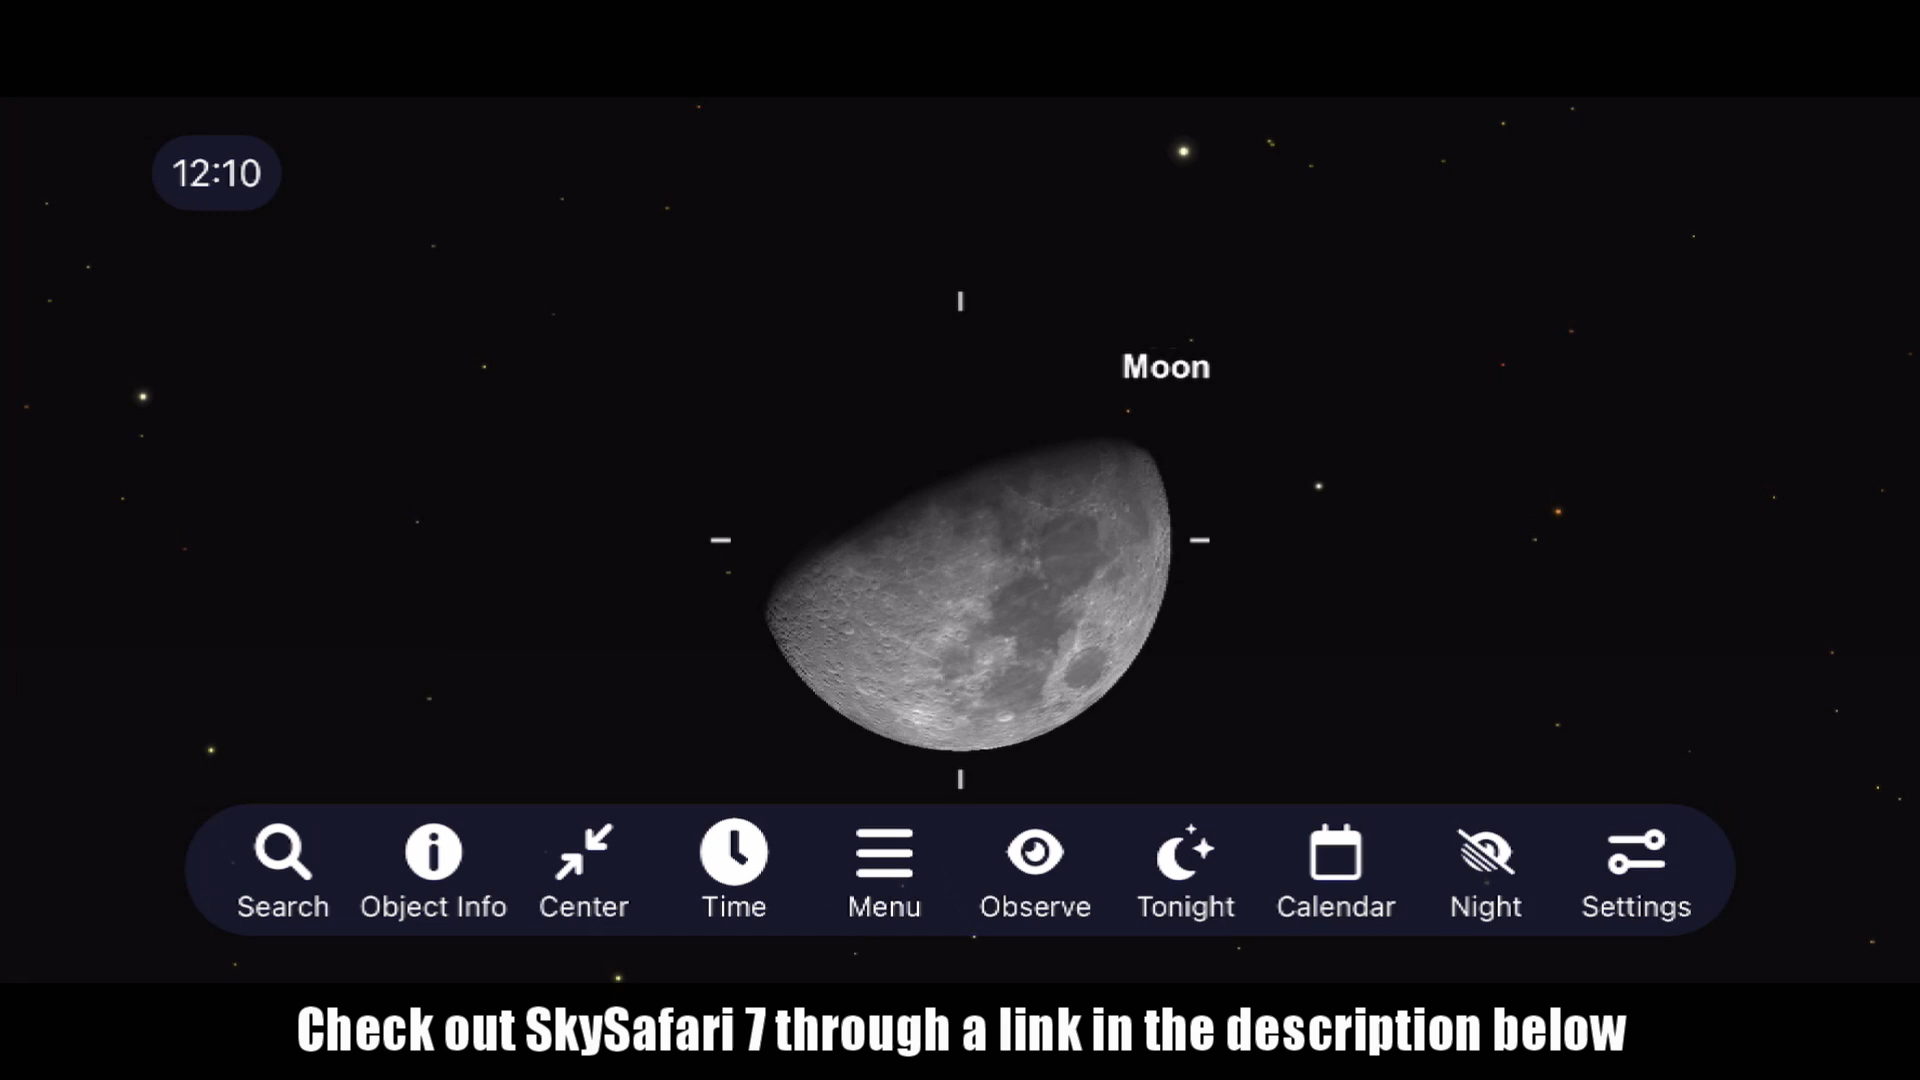 12:10
Moon
Search Object Info Center Time Menu Observe Tonight Calendar Night Settings
Check out SkySafari 7 through a link in the description below